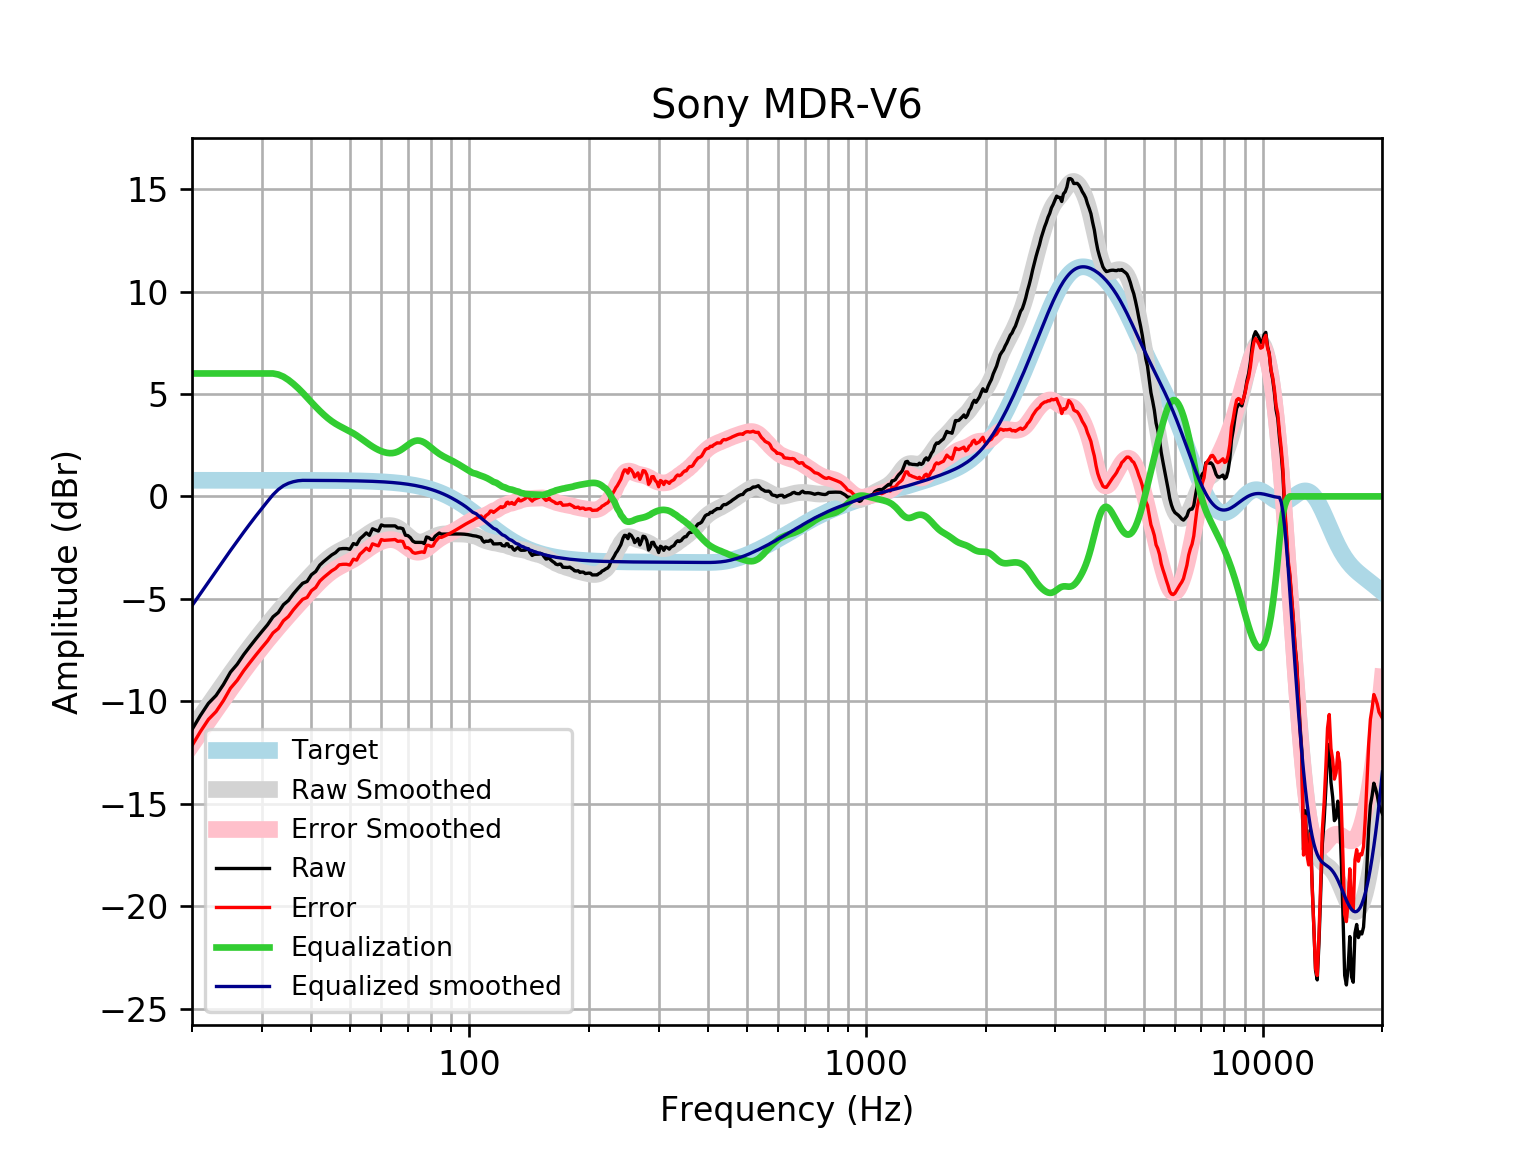 Sony MDR-V6
15
10
5
0
−5
−10
−15
−20
−25
Amplitude (dBr)
Target
Raw Smoothed
Error Smoothed
Raw
Error
Equalization
Equalized smoothed
100
1000
10000
Frequency (Hz)